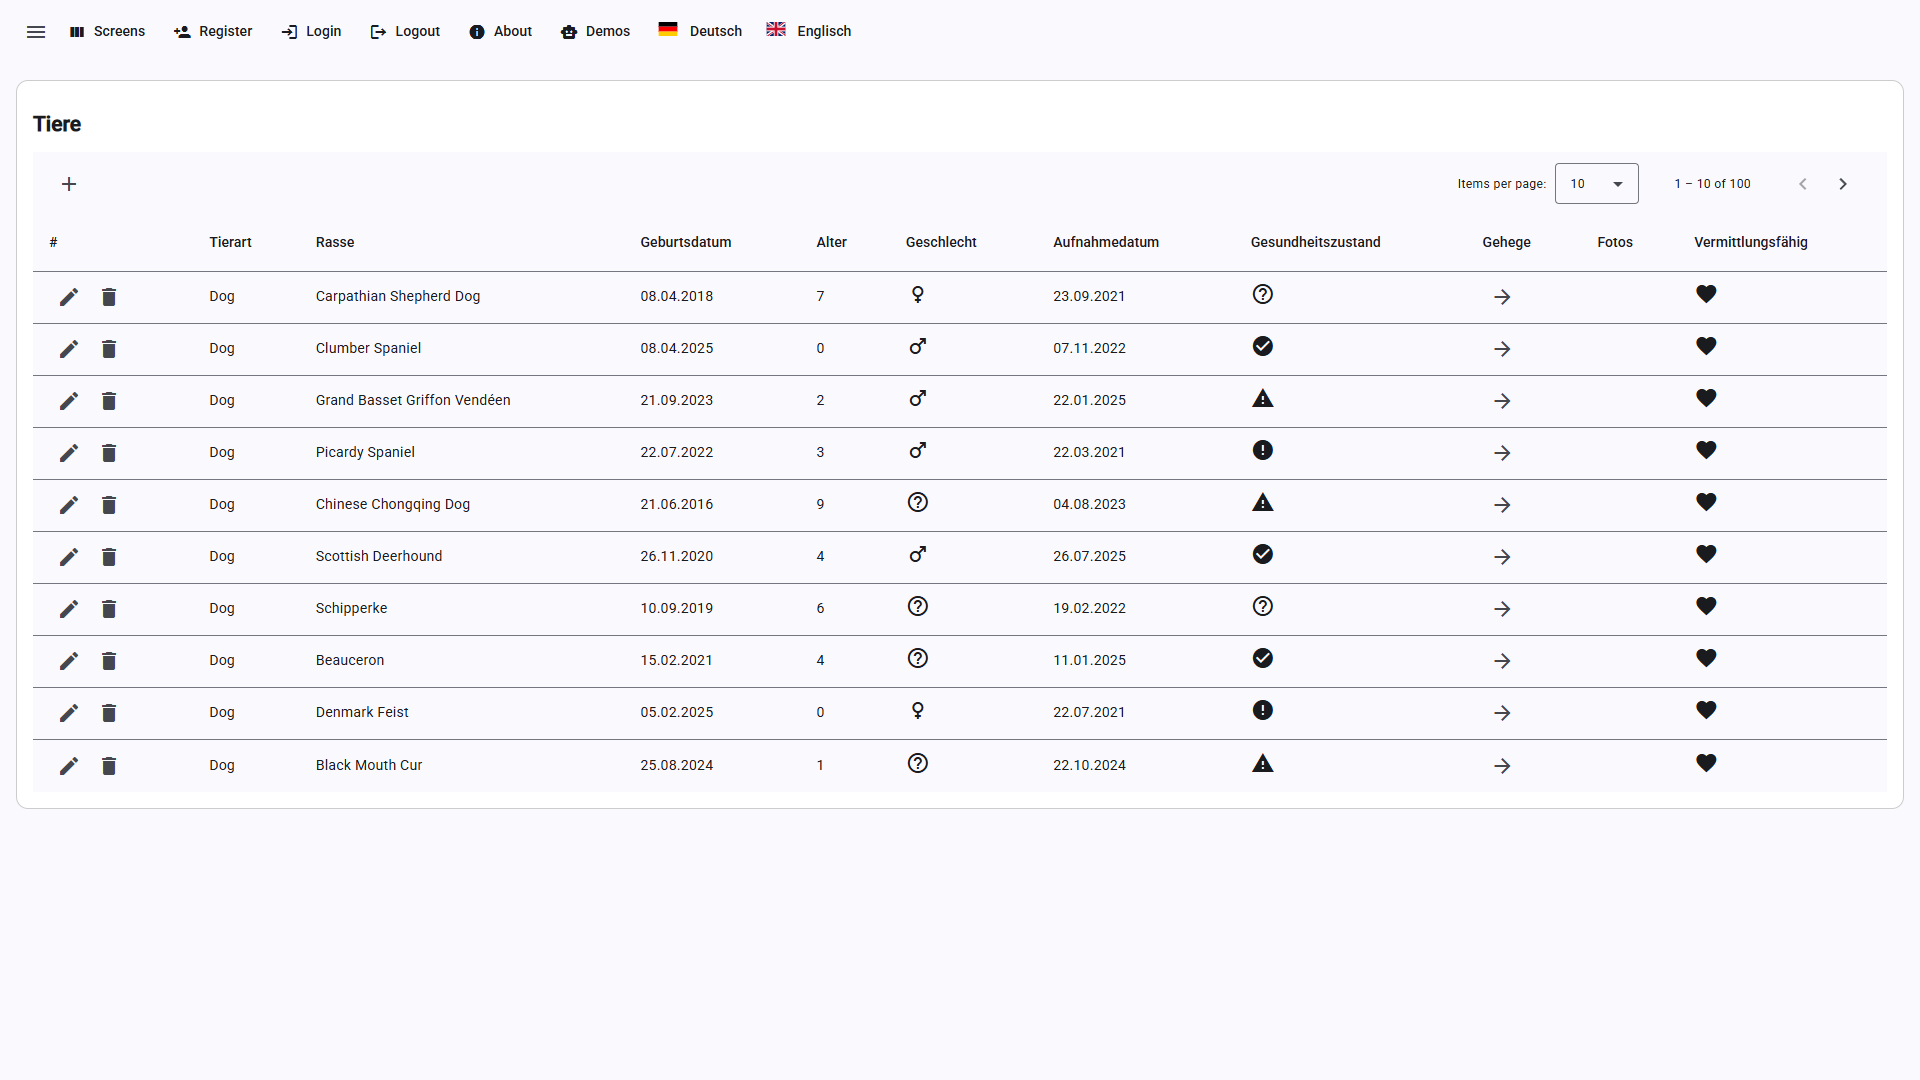 Screens Register Login Logout About Demos Deutsch Englisch
Tiere
Items per page: 10 1 – 10 of 100
# Tierart Rasse Geburtsdatum Alter Geschlecht Aufnahmedatum Gesundheitszustand Gehege Fotos Vermittlungsfähig
Dog Carpathian Shepherd Dog 08.04.2018 7 23.09.2021
Dog Clumber Spaniel 08.04.2025 0 07.11.2022
Dog Grand Basset Griffon Vendéen 21.09.2023 2 22.01.2025
Dog Picardy Spaniel 22.07.2022 3 22.03.2021
Dog Chinese Chongqing Dog 21.06.2016 9 04.08.2023
Dog Scottish Deerhound 26.11.2020 4 26.07.2025
Dog Schipperke 10.09.2019 6 19.02.2022
Dog Beauceron 15.02.2021 4 11.01.2025
Dog Denmark Feist 05.02.2025 0 22.07.2021
Dog Black Mouth Cur 25.08.2024 1 22.10.2024